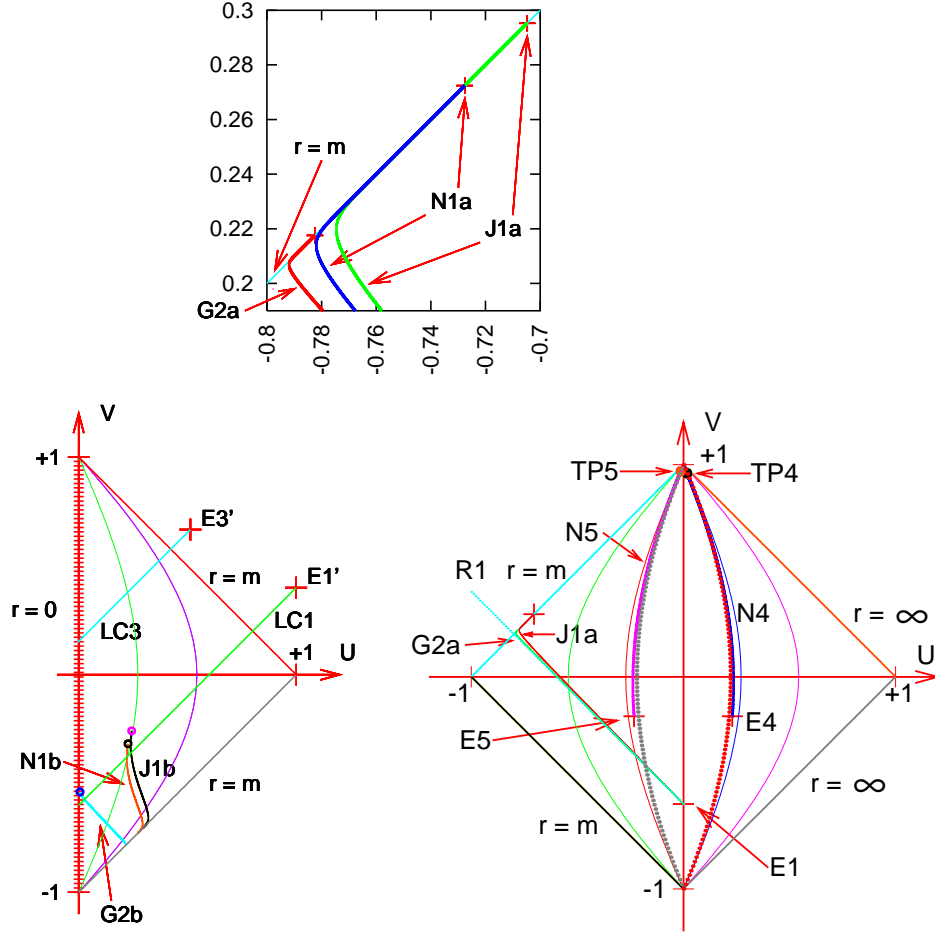 0.3
0.28
0.26
0.24
0.22
0.2
r = m
N1a
J1a
G2a
-0.8
-0.78
-0.76
-0.74
-0.72
-0.7
V
+1
E3'
r = m
E1'
r = 0
LC3
LC1
+1
U
N1b
J1b
r = m
-1
G2b
V
+1
TP5
TP4
N5
R1
r = m
N4
r = ∞
G2a
J1a
U
-1
+1
E5
E4
r = m
r = ∞
E1
-1